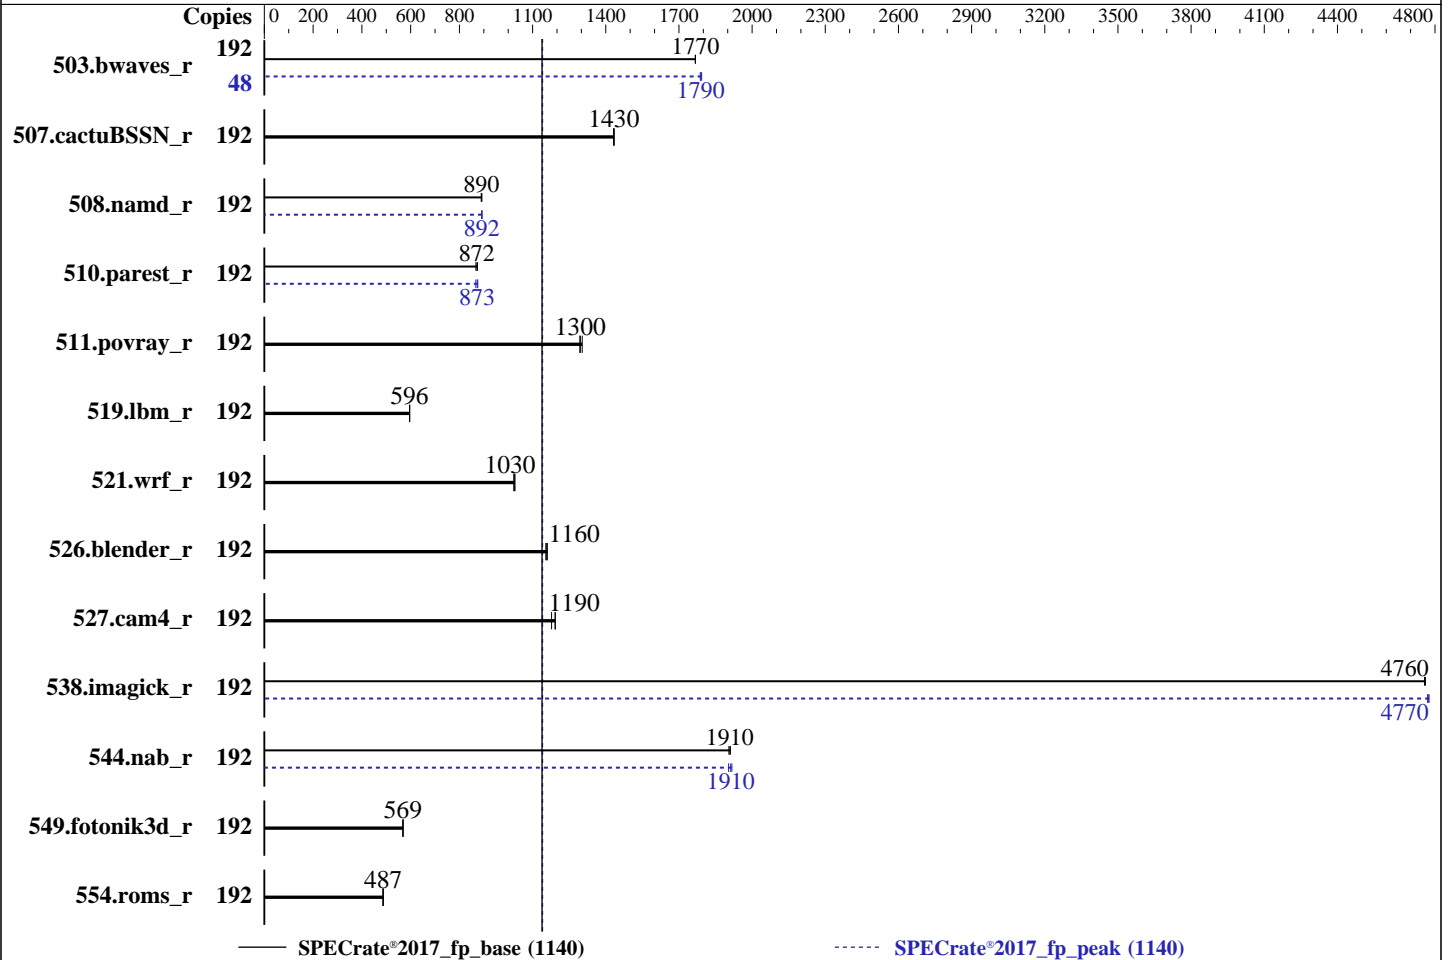 Copies 0 200 400 600 800 1100 1400 1700 2000 2300 2600 2900 3200 3500 3800 4100 4400 4800
503.bwaves_r 192 1770
48 1790
507.cactuBSSN_r 192 1430
508.namd_r 192 890
892
510.parest_r 192 872
873
511.povray_r 192 1300
519.lbm_r 192 596
521.wrf_r 192 1030
526.blender_r 192 1160
527.cam4_r 192 1190
538.imagick_r 192 4760
4770
544.nab_r 192 1910
1910
549.fotonik3d_r 192 569
554.roms_r 192 487
SPECrate®2017_fp_base (1140) SPECrate®2017_fp_peak (1140)